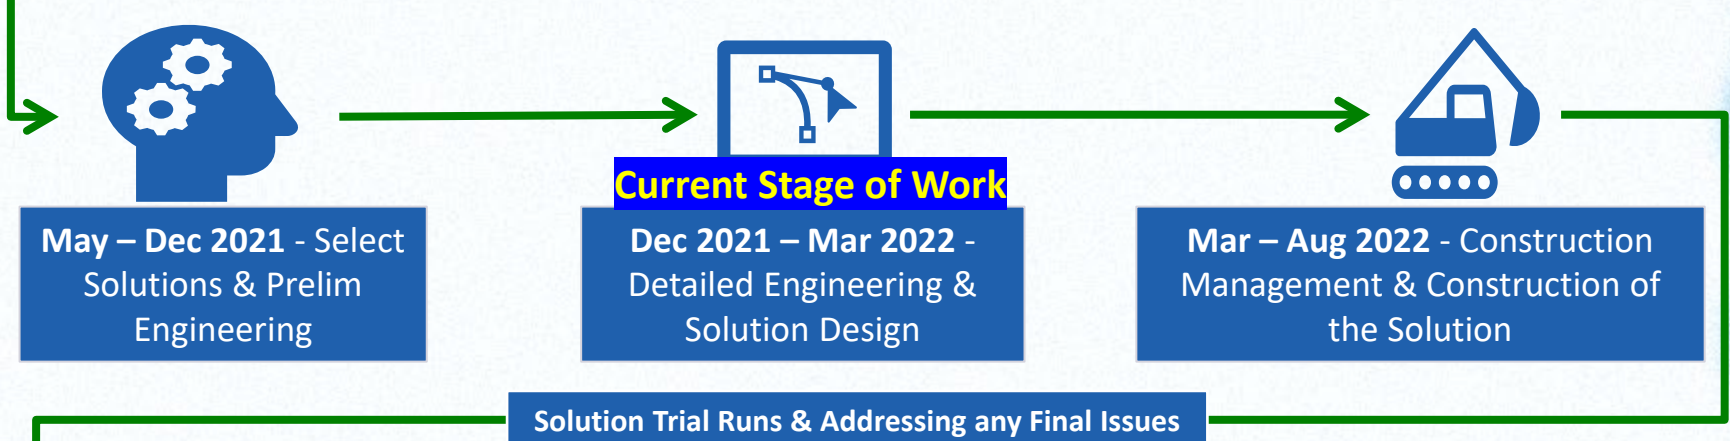 Current Stage of Work
May – Dec 2021 - Select
Solutions & Prelim
Engineering
Dec 2021 – Mar 2022 -
Detailed Engineering &
Solution Design
Mar – Aug 2022 - Construction
Management & Construction of
the Solution
Solution Trial Runs & Addressing any Final Issues